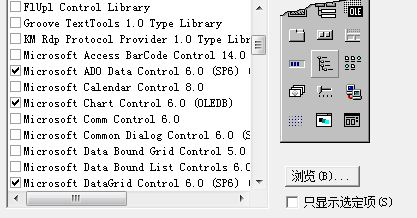 FlUpl Control Library
Groove TextTools 1.0 Type Library
KM Rdp Protocol Provider 1.0 Type Libr
Microsoft Access BarCode Control 14.0
Microsoft ADO Data Control 6.0 (SP6) (
Microsoft Calendar Control 8.0
Microsoft Chart Control 6.0 (OLEDB)
Microsoft Comm Control 6.0
Microsoft Common Dialog Control 6.0 (S
Microsoft Data Bound Grid Control 5.0
Microsoft Data Bound List Controls 6.0
Microsoft DataGrid Control 6.0 (SP6) (
OLE
浏览(B)...
只显示选定项(S)